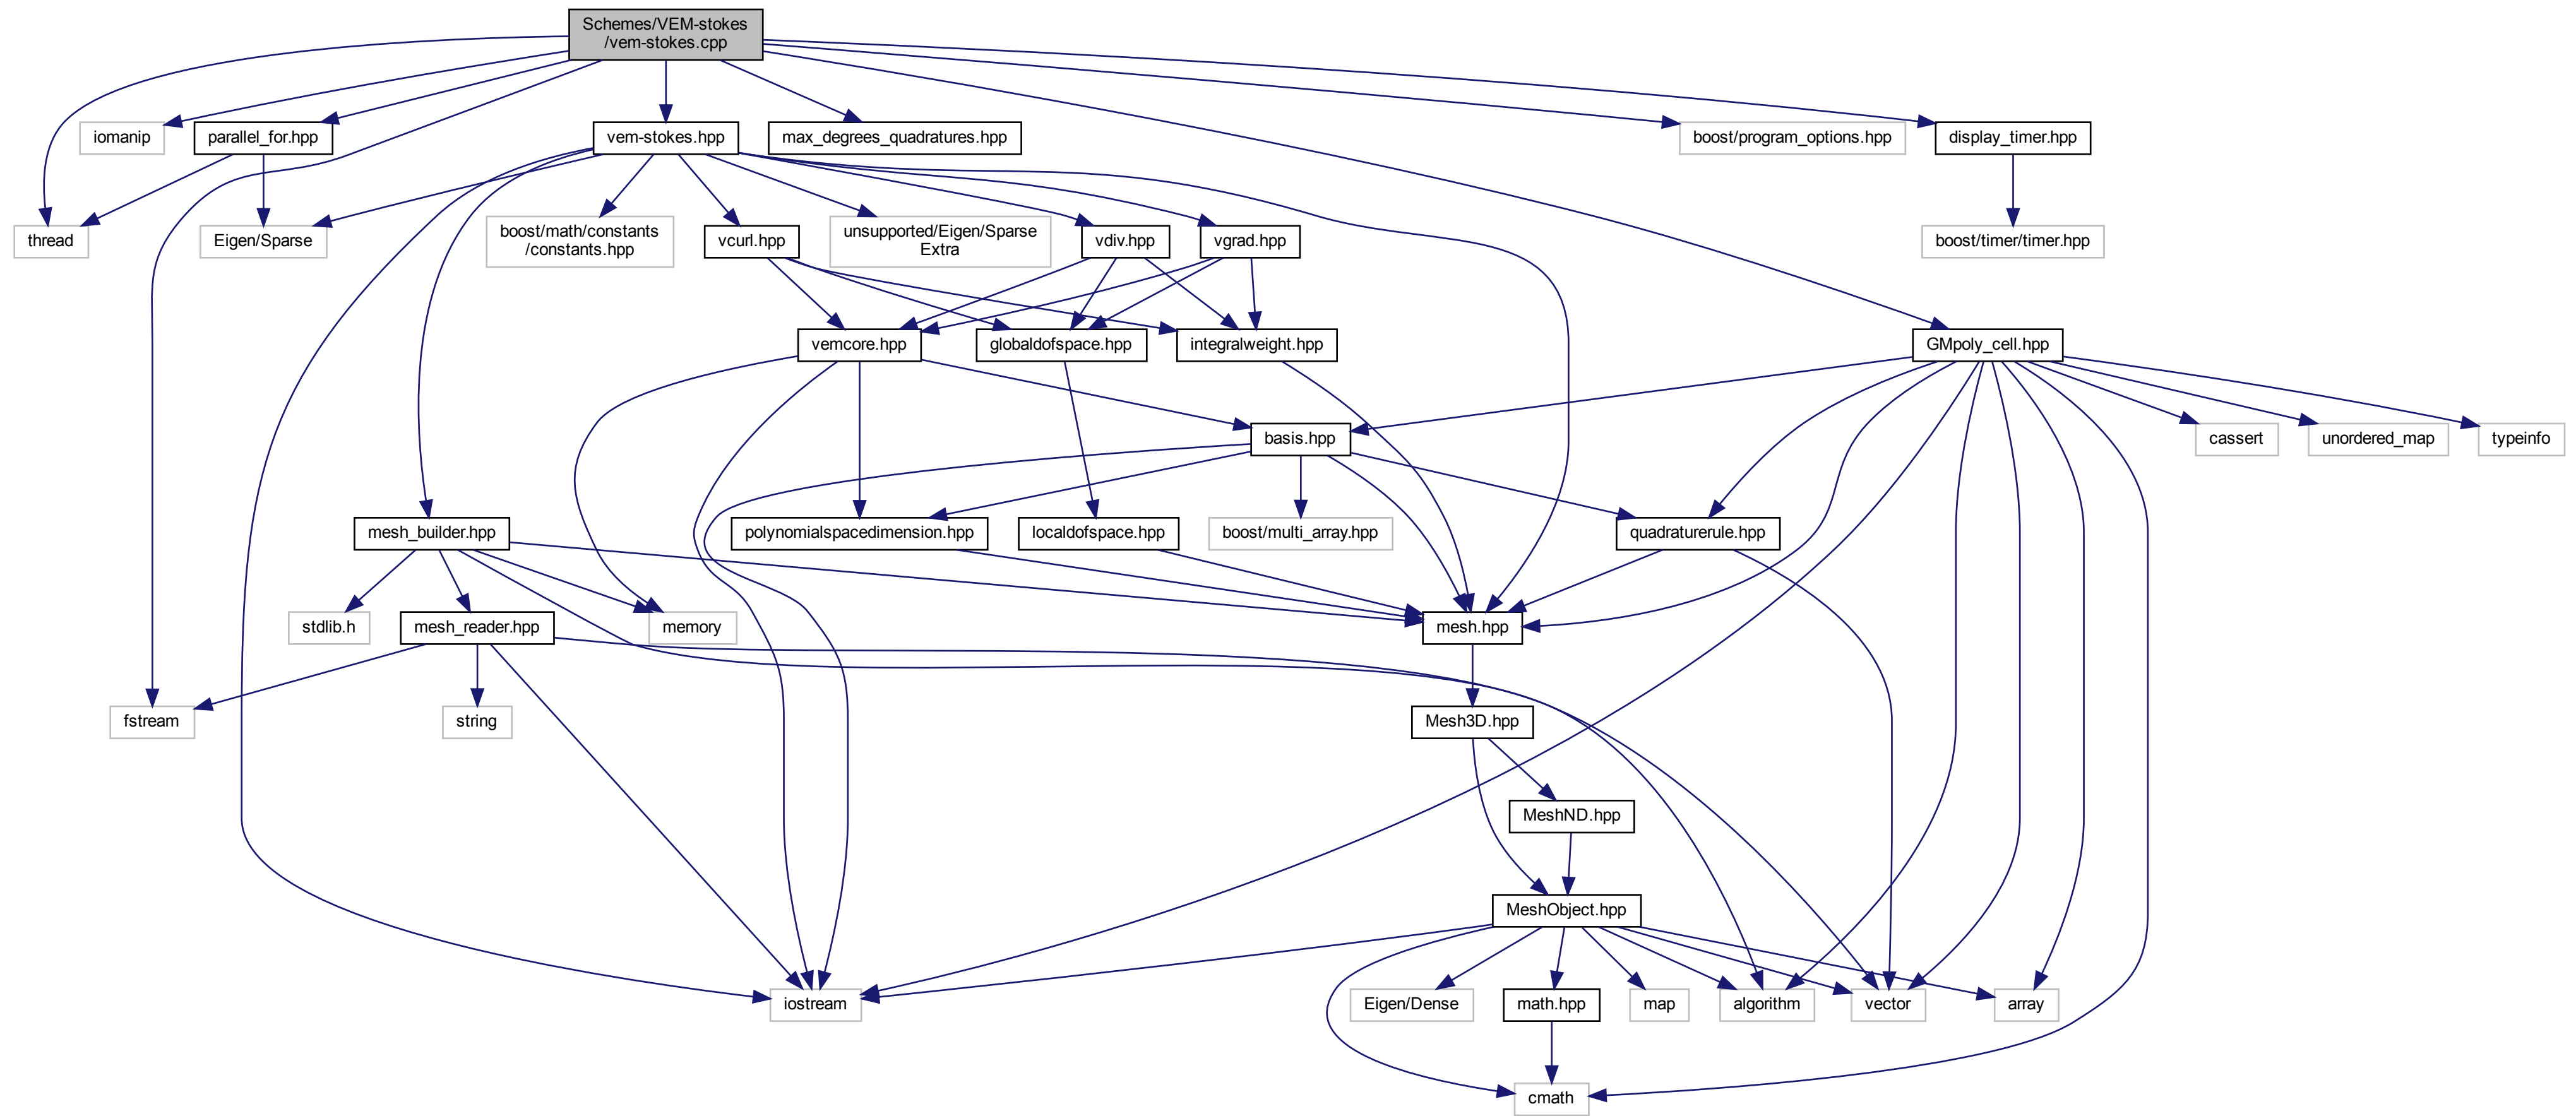 Schemes/VEM-stokes
/vem-stokes.cpp
iomanip
parallel_for.hpp
vem-stokes.hpp
max_degrees_quadratures.hpp
boost/program_options.hpp
display_timer.hpp
thread
Eigen/Sparse
boost/math/constants
/constants.hpp
vcurl.hpp
unsupported/Eigen/Sparse
Extra
vdiv.hpp
vgrad.hpp
boost/timer/timer.hpp
vemcore.hpp
globaldofspace.hpp
integralweight.hpp
GMpoly_cell.hpp
basis.hpp
cassert
unordered_map
typeinfo
mesh_builder.hpp
polynomialspacedimension.hpp
localdofspace.hpp
boost/multi_array.hpp
quadraturerule.hpp
stdlib.h
mesh_reader.hpp
memory
mesh.hpp
fstream
string
Mesh3D.hpp
MeshND.hpp
MeshObject.hpp
iostream
Eigen/Dense
math.hpp
map
algorithm
vector
array
cmath